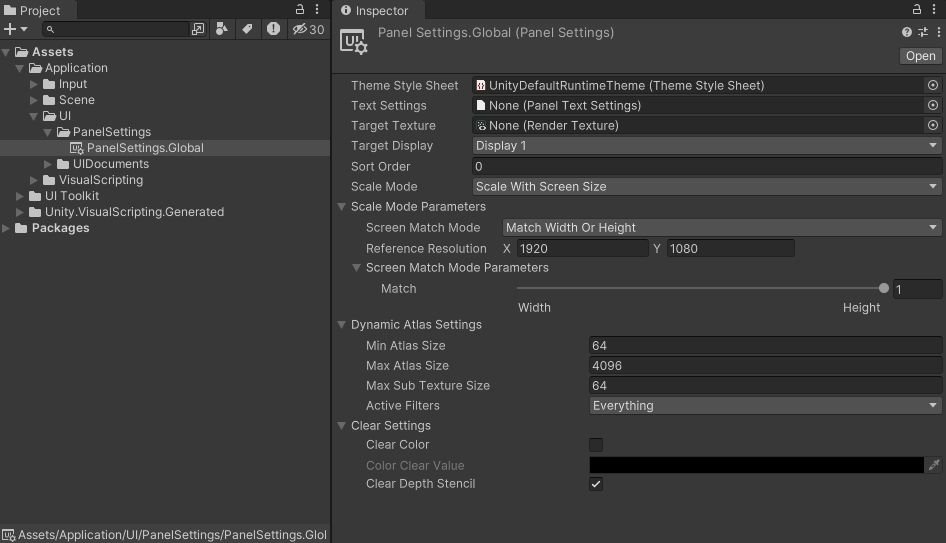 Project
30
Assets
Application
Input
Scene
UI
PanelSettings
PanelSettings.Global
UIDocuments
VisualScripting
UI Toolkit
Unity.VisualScripting.Generated
Packages
Assets/Application/UI/PanelSettings/PanelSettings.Glol
Inspector
UI
Panel Settings.Global (Panel Settings)
Open
Theme Style Sheet UnityDefaultRuntimeTheme (Theme Style Sheet)
Text Settings None (Panel Text Settings)
Target Texture None (Render Texture)
Target Display Display 1
Sort Order 0
Scale Mode Scale With Screen Size
Scale Mode Parameters
Screen Match Mode Match Width Or Height
Reference Resolution X 1920 Y 1080
Screen Match Mode Parameters
Match 1
Width Height
Dynamic Atlas Settings
Min Atlas Size 64
Max Atlas Size 4096
Max Sub Texture Size 64
Active Filters Everything
Clear Settings
Clear Color
Color Clear Value
Clear Depth Stencil